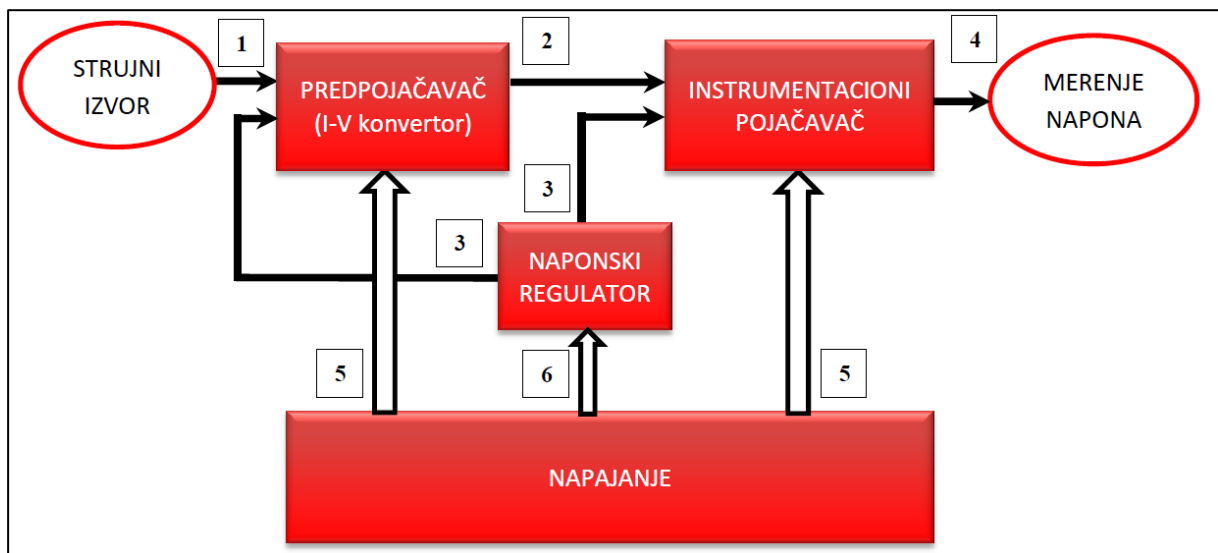 1
2
4
STRUJNI
IZVOR
PREDPOJAČAVAČ
(I-V konvertor)
INSTRUMENTACIONI
POJAČAVAČ
MERENJE
NAPONA
3
3
NAPONSKI
REGULATOR
5
6
5
NAPAJANJE